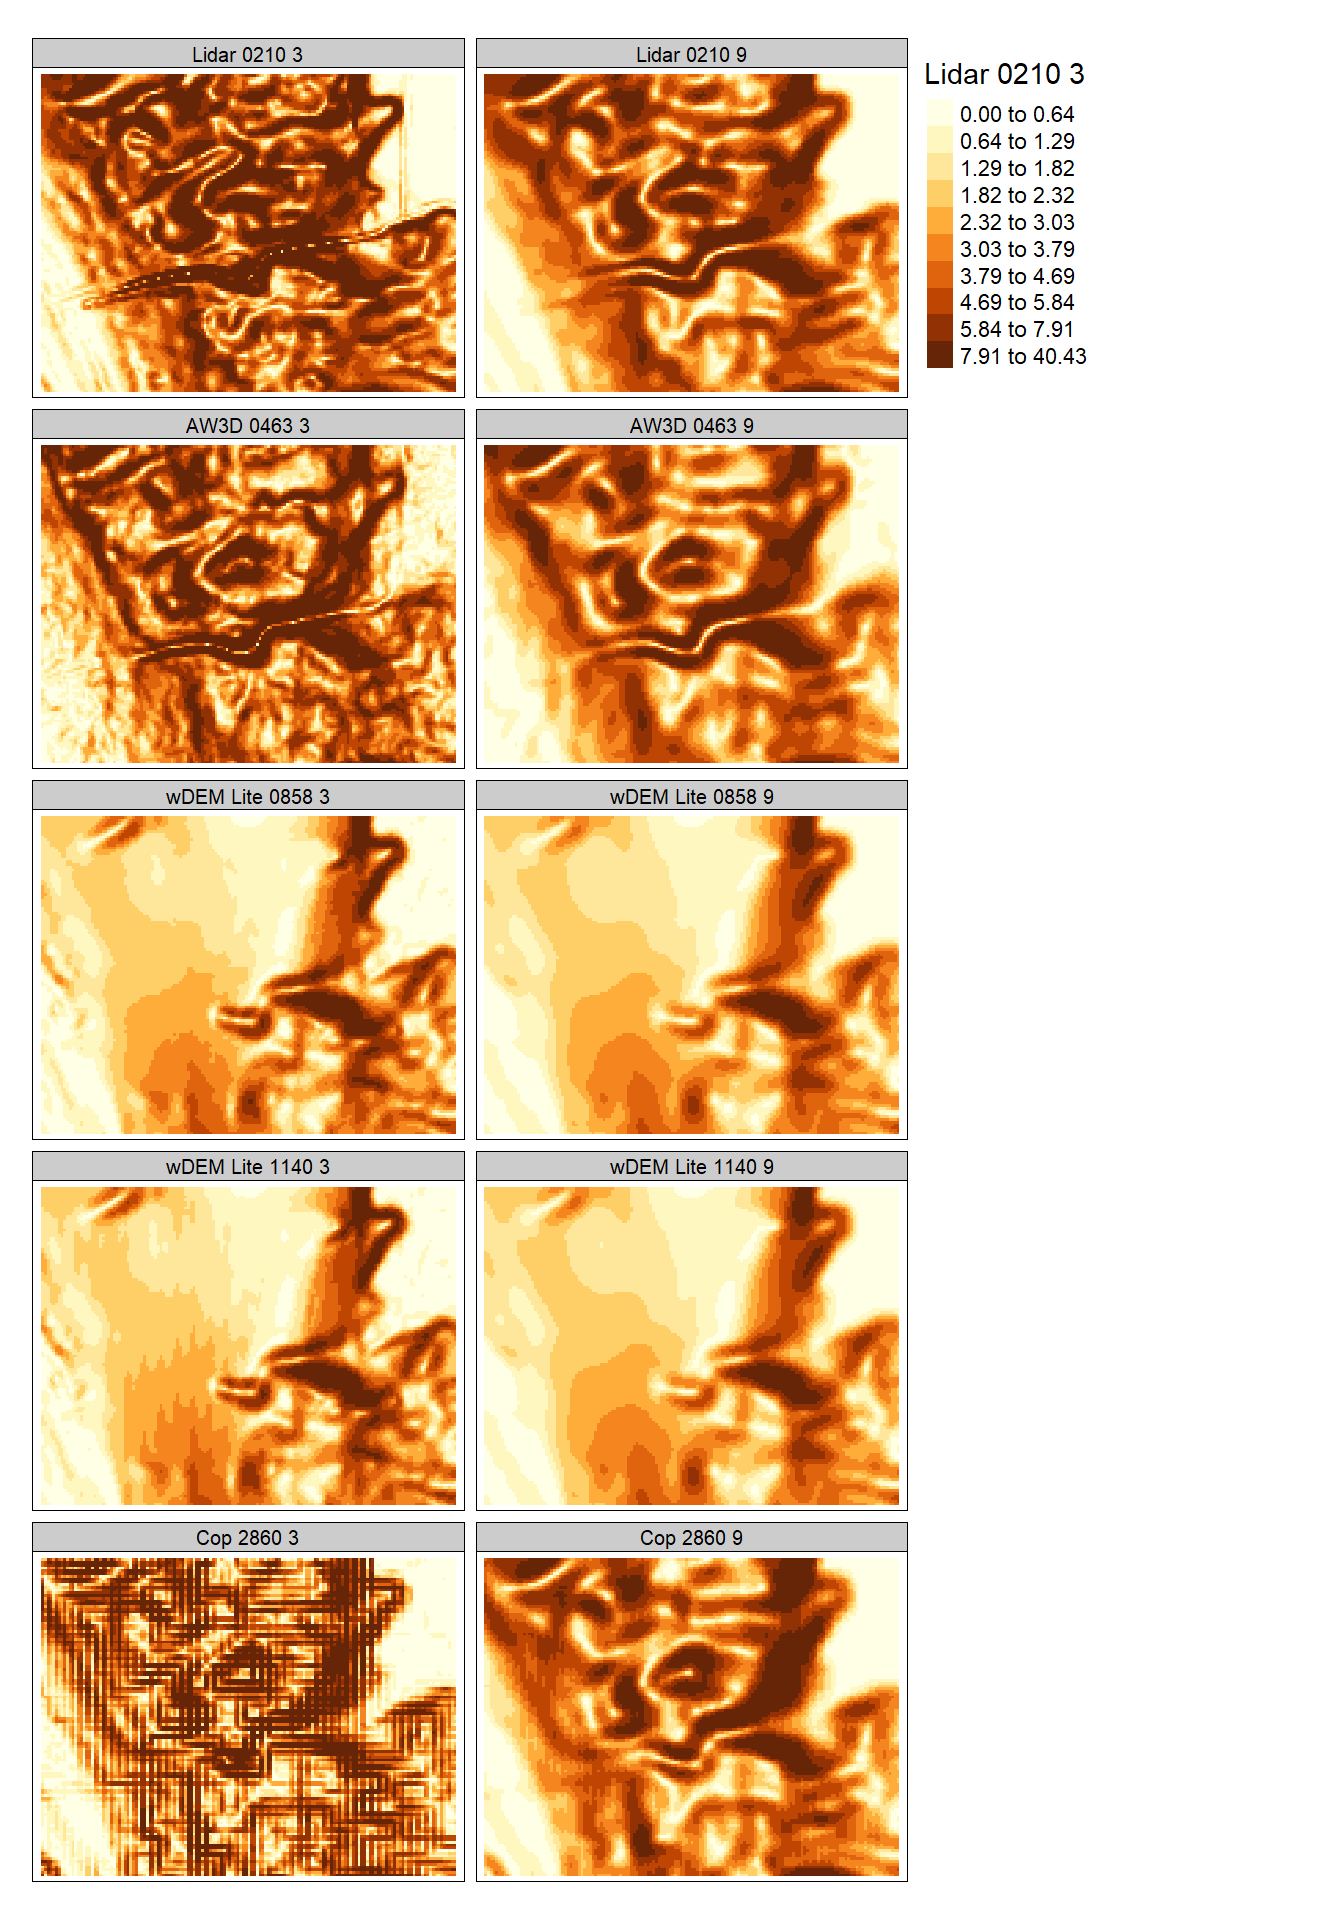 Lidar 0210 3
Lidar 0210 9
Lidar 0210 3
0.00 to 0.64
0.64 to 1.29
1.29 to 1.82
1.82 to 2.32
2.32 to 3.03
3.03 to 3.79
3.79 to 4.69
4.69 to 5.84
5.84 to 7.91
7.91 to 40.43
AW3D 0463 3
AW3D 0463 9
wDEM Lite 0858 3
wDEM Lite 0858 9
wDEM Lite 1140 3
wDEM Lite 1140 9
Cop 2860 3
Cop 2860 9